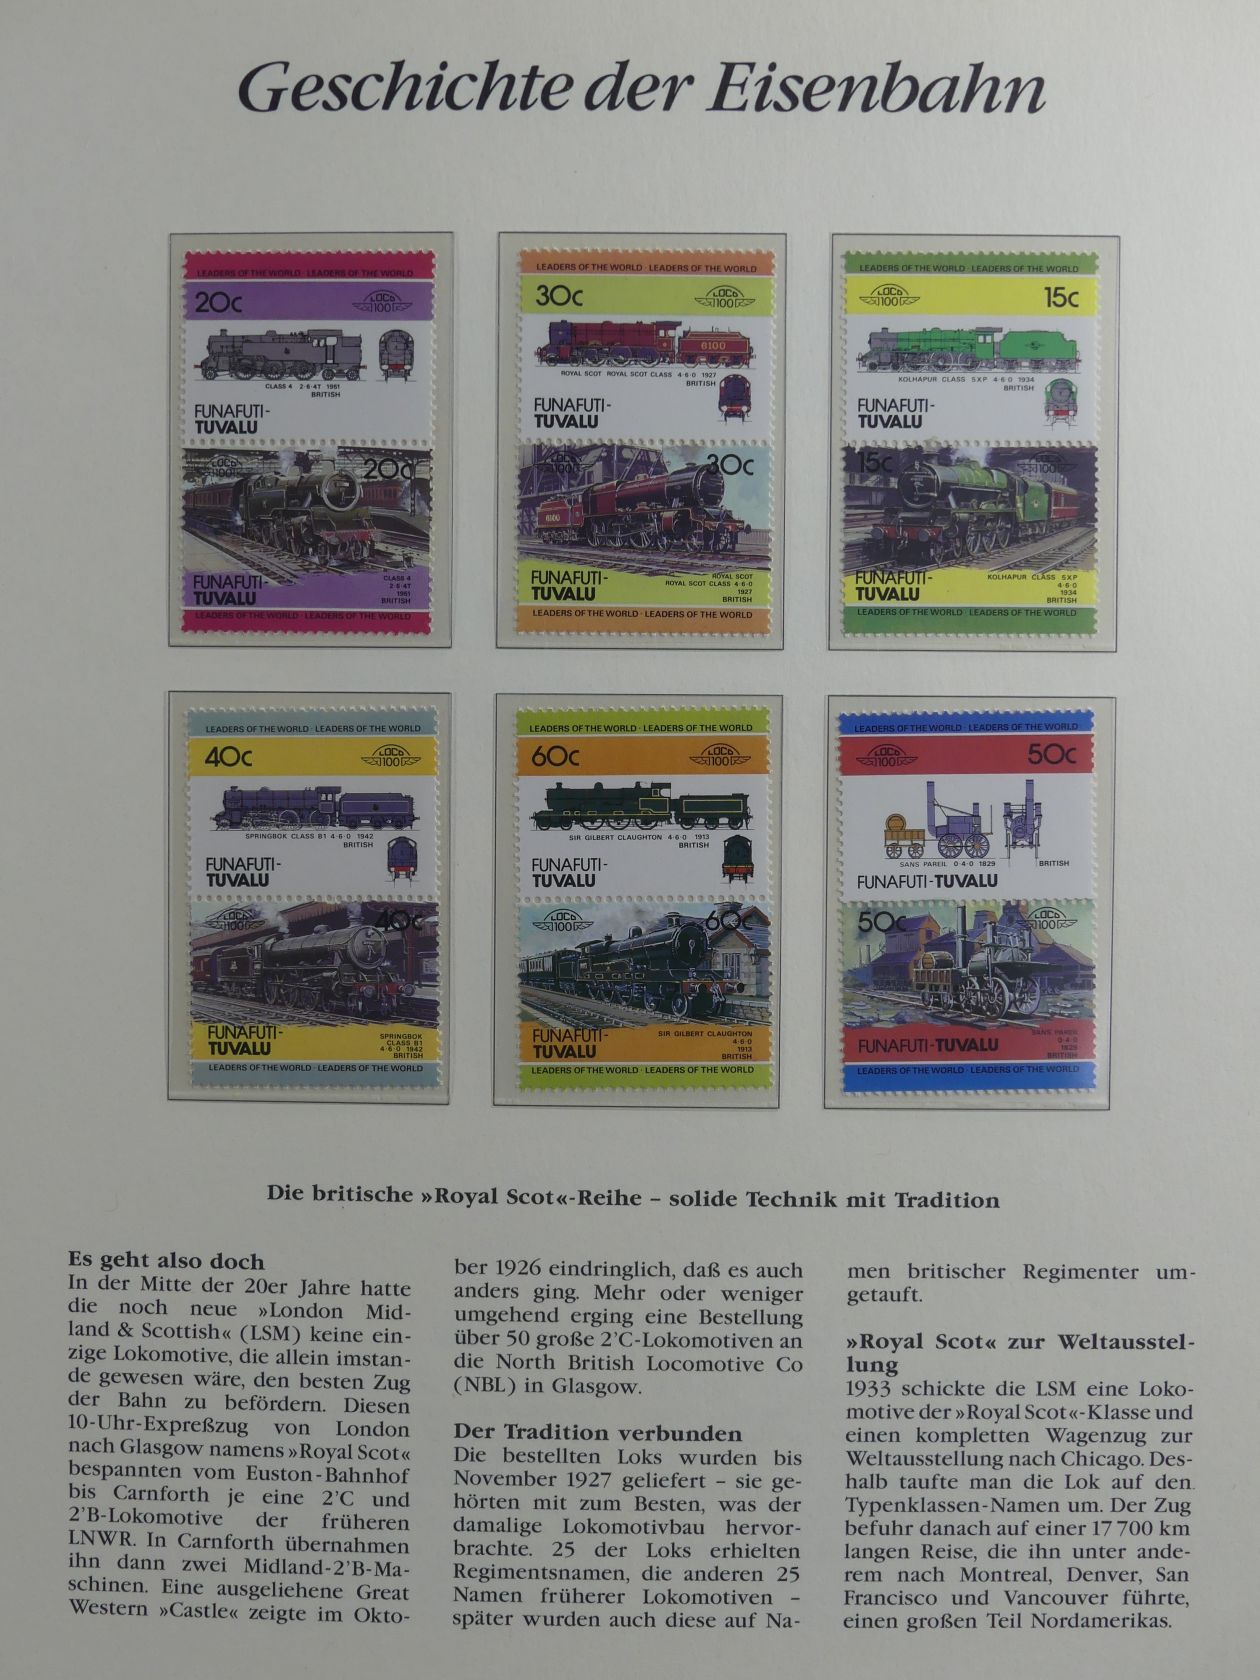 Geschichte der Eisenbahn
LEADERS OF THE WORLD · LEADERS OF THE WORLD
20c
LOCO
100
CLASS 4 2·6·4T 1951
BRITISH
FUNAFUTI-
TUVALU
LOCO
100
20c
FUNAFUTI-
TUVALU
CLASS 4
2·6·4T
1951
BRITISH
LEADERS OF THE WORLD · LEADERS OF THE WORLD
LEADERS OF THE WORLD · LEADERS OF THE WORLD
30c
LOCO
100
6100
ROYAL SCOT ROYAL SCOT CLASS 4·6·0 1927
BRITISH
FUNAFUTI-
TUVALU
LOCO
100
30c
6100
FUNAFUTI-
TUVALU
ROYAL SCOT
ROYAL SCOT CLASS 4·6·0
1927
BRITISH
LEADERS OF THE WORLD · LEADERS OF THE WORLD
LEADERS OF THE WORLD · LEADERS OF THE WORLD
LOCO
100
15c
KOLHAPUR CLASS 5XP 4·6·0 1934
BRITISH
FUNAFUTI-
TUVALU
15c
LOCO
100
FUNAFUTI-
TUVALU
KOLHAPUR CLASS 5XP
4·6·0
1934
BRITISH
LEADERS OF THE WORLD · LEADERS OF THE WORLD
LEADERS OF THE WORLD · LEADERS OF THE WORLD
40c
LOCO
100
SPRINGBOK CLASS B1 4·6·0 1942
BRITISH
FUNAFUTI-
TUVALU
LOCO
100
40c
FUNAFUTI-
TUVALU
SPRINGBOK
CLASS B1
4·6·0 1942
BRITISH
LEADERS OF THE WORLD · LEADERS OF THE WORLD
LEADERS OF THE WORLD · LEADERS OF THE WORLD
60c
LOCO
100
SIR GILBERT CLAUGHTON 4·6·0 1913
BRITISH
FUNAFUTI-
TUVALU
LOCO
100
60c
FUNAFUTI-
TUVALU
SIR GILBERT CLAUGHTON
4·6·0
1913
BRITISH
LEADERS OF THE WORLD · LEADERS OF THE WORLD
LEADERS OF THE WORLD · LEADERS OF THE WORLD
LOCO
100
50c
SANS PAREIL 0·4·0 1829
BRITISH
FUNAFUTI-TUVALU
50c
LOCO
100
FUNAFUTI-TUVALU
SANS PAREIL
0·4·0
1829
BRITISH
LEADERS OF THE WORLD · LEADERS OF THE WORLD
Die britische »Royal Scot«-Reihe – solide Technik mit Tradition
Es geht also doch
In der Mitte der 20er Jahre hatte
die noch neue »London Mid-
land & Scottish« (LSM) keine ein-
zige Lokomotive, die allein imstan-
de gewesen wäre, den besten Zug
der Bahn zu befördern. Diesen
10-Uhr-Expreßzug von London
nach Glasgow namens »Royal Scot«
bespannten vom Euston-Bahnhof
bis Carnforth je eine 2'C und
2'B-Lokomotive der früheren
LNWR. In Carnforth übernahmen
ihn dann zwei Midland-2'B-Ma-
schinen. Eine ausgeliehene Great
Western »Castle« zeigte im Okto-
ber 1926 eindringlich, daß es auch
anders ging. Mehr oder weniger
umgehend erging eine Bestellung
über 50 große 2'C-Lokomotiven an
die North British Locomotive Co
(NBL) in Glasgow.
Der Tradition verbunden
Die bestellten Loks wurden bis
November 1927 geliefert – sie ge-
hörten mit zum Besten, was der
damalige Lokomotivbau hervor-
brachte. 25 der Loks erhielten
Regimentsnamen, die anderen 25
Namen früherer Lokomotiven –
später wurden auch diese auf Na-
men britischer Regimenter um-
getauft.
»Royal Scot« zur Weltausstel-
lung
1933 schickte die LSM eine Loko-
motive der »Royal Scot«-Klasse und
einen kompletten Wagenzug zur
Weltausstellung nach Chicago. Des-
halb taufte man die Lok auf den
Typenklassen-Namen um. Der Zug
befuhr danach auf einer 17 700 km
langen Reise, die ihn unter ande-
rem nach Montreal, Denver, San
Francisco und Vancouver führte,
einen großen Teil Nordamerikas.